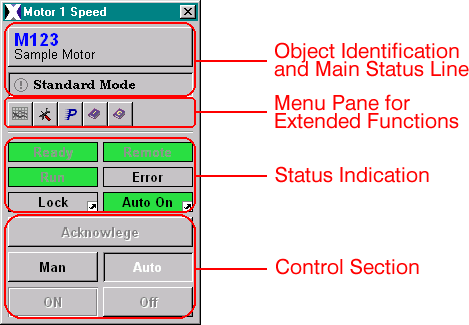 Motor 1 Speed
M123
Sample Motor
Standard Mode
Object Identification
and Main Status Line
P
Menu Pane for
Extended Functions
Ready
Remote
Run
Error
Lock
Auto On
Status Indication
Acknowlege
Man
Auto
ON
Off
Control Section